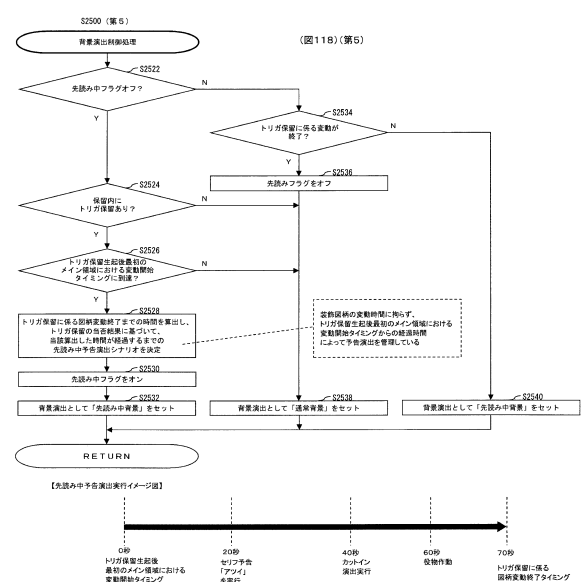 S2500（第５）
背景演出制御処理
（図118）（第5）
S2522
先読み中フラグオフ？
N
Y
S2534
トリガ保留に係る変動が
終了？
N
Y
S2536
先読みフラグをオフ
S2524
保留内に
トリガ保留あり？
N
Y
S2526
トリガ保留生起後最初の
メイン領域における変動開始
タイミングに到達？
N
Y
S2528
トリガ保留に係る図柄変動終了までの時間を算出し、
トリガ保留の当否結果に基づいて、
当該算出した時間が経過するまでの
先読み中予告演出シナリオを決定
装飾図柄の変動時間に拘らず、
トリガ保留生起後最初のメイン領域における
変動開始タイミングからの経過時間
によって予告演出を管理している
S2530
先読み中フラグをオン
S2532
背景演出として「先読み中背景」をセット
S2538
背景演出として「通常背景」をセット
S2540
背景演出として「先読み中背景」をセット
RETURN
【先読み中予告演出実行イメージ図】
0秒
トリガ保留生起後
最初のメイン領域における
変動開始タイミング
20秒
セリフ予告
「アツイ」
を実行
40秒
カットイン
演出実行
60秒
役物作動
70秒
トリガ保留に係る
図柄変動終了タイミング